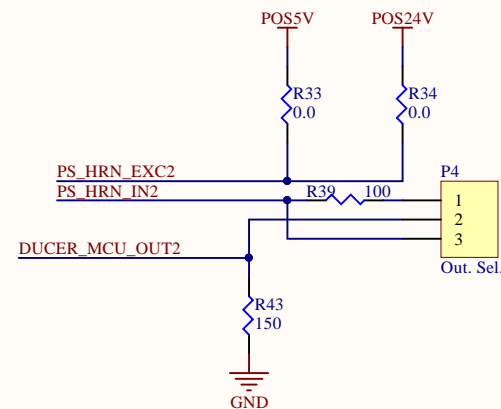 POS5V
POS24V
R33
0.0
R34
0.0
PS_HRN_EXC2
P4
PS_HRN_IN2
R39
100
1
2
3
DUCER_MCU_OUT2
Out. Sel.
R43
150
GND